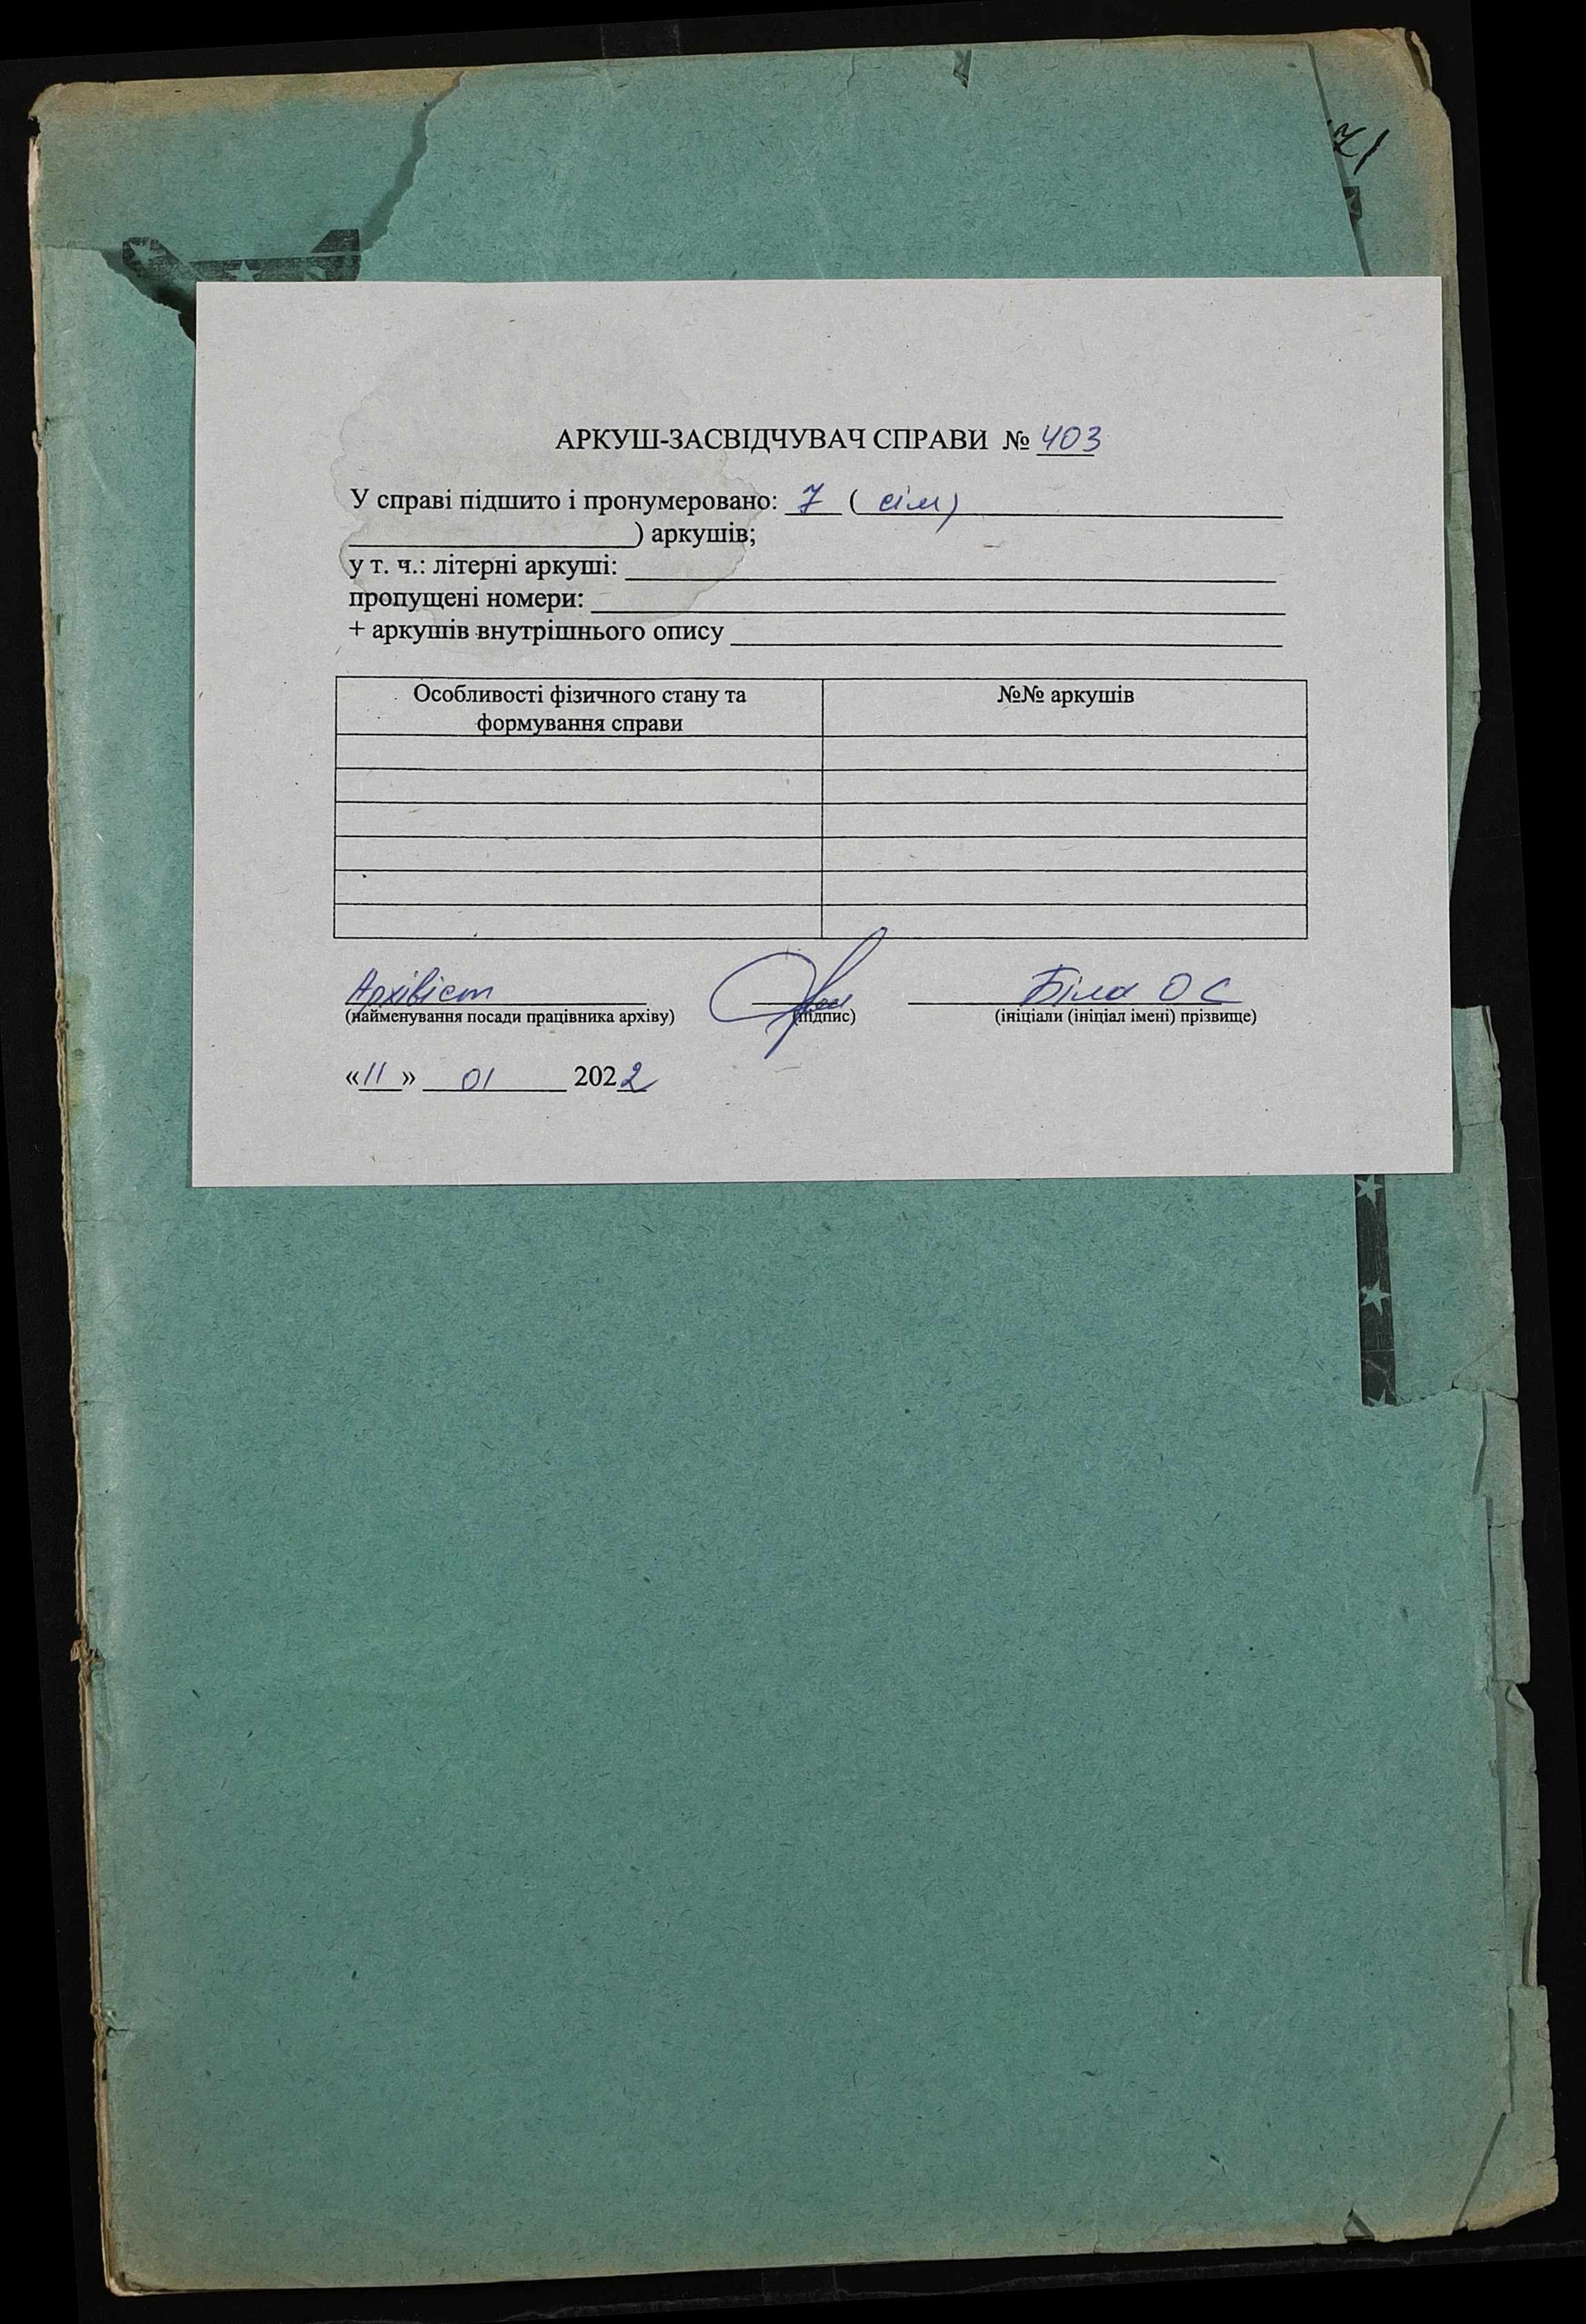 АРКУШ-ЗАСВІДЧУВАЧ СПРАВИ № 403
У справі підшито і пронумеровано: 7 ( сім)
) аркушів;
у т. ч.: літерні аркуші:
пропущені номери:
+ аркушів внутрішнього опису
Особливості фізичного стану та
формування справи
№№ аркушів
Архівіст Біла О С
(найменування посади працівника архіву) (підпис) (ініціали (ініціал імені) прізвище)
«11» 01 2022